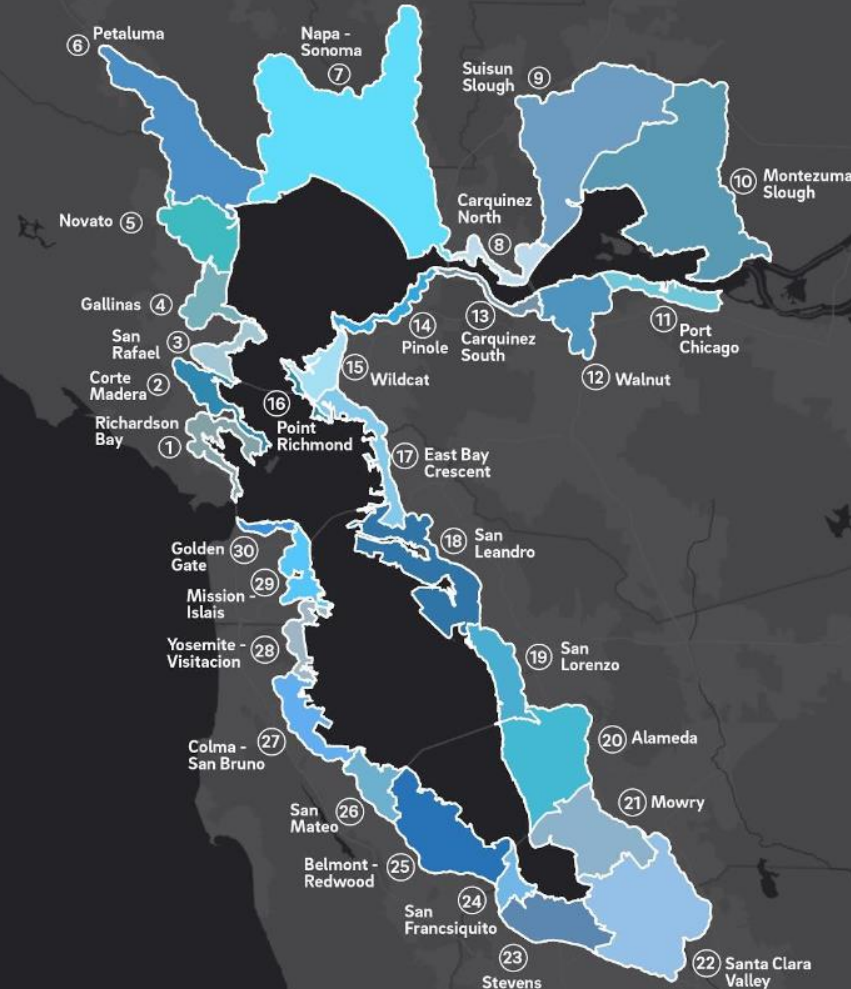 6 Petaluma
Napa -
Sonoma
7
Suisun
Slough
9
10
Montezuma
Slough
Carquinez
North
8
Novato 5
Gallinas 4
San
Rafael
3
Corte
Madera
2
Richardson
Bay
1
14
Pinole
13
Carquinez
South
11
Port
Chicago
12 Walnut
15
Wildcat
16
Point
Richmond
17
East Bay
Crescent
18
San
Leandro
Golden
Gate
30
29
Mission -
Islais
Yosemite -
Visitacion
28
19
San
Lorenzo
20 Alameda
21 Mowry
Colma -
San Bruno
27
San
Mateo
26
Belmont -
Redwood
25
24
San
Francsiquito
23
Stevens
22
Santa Clara
Valley